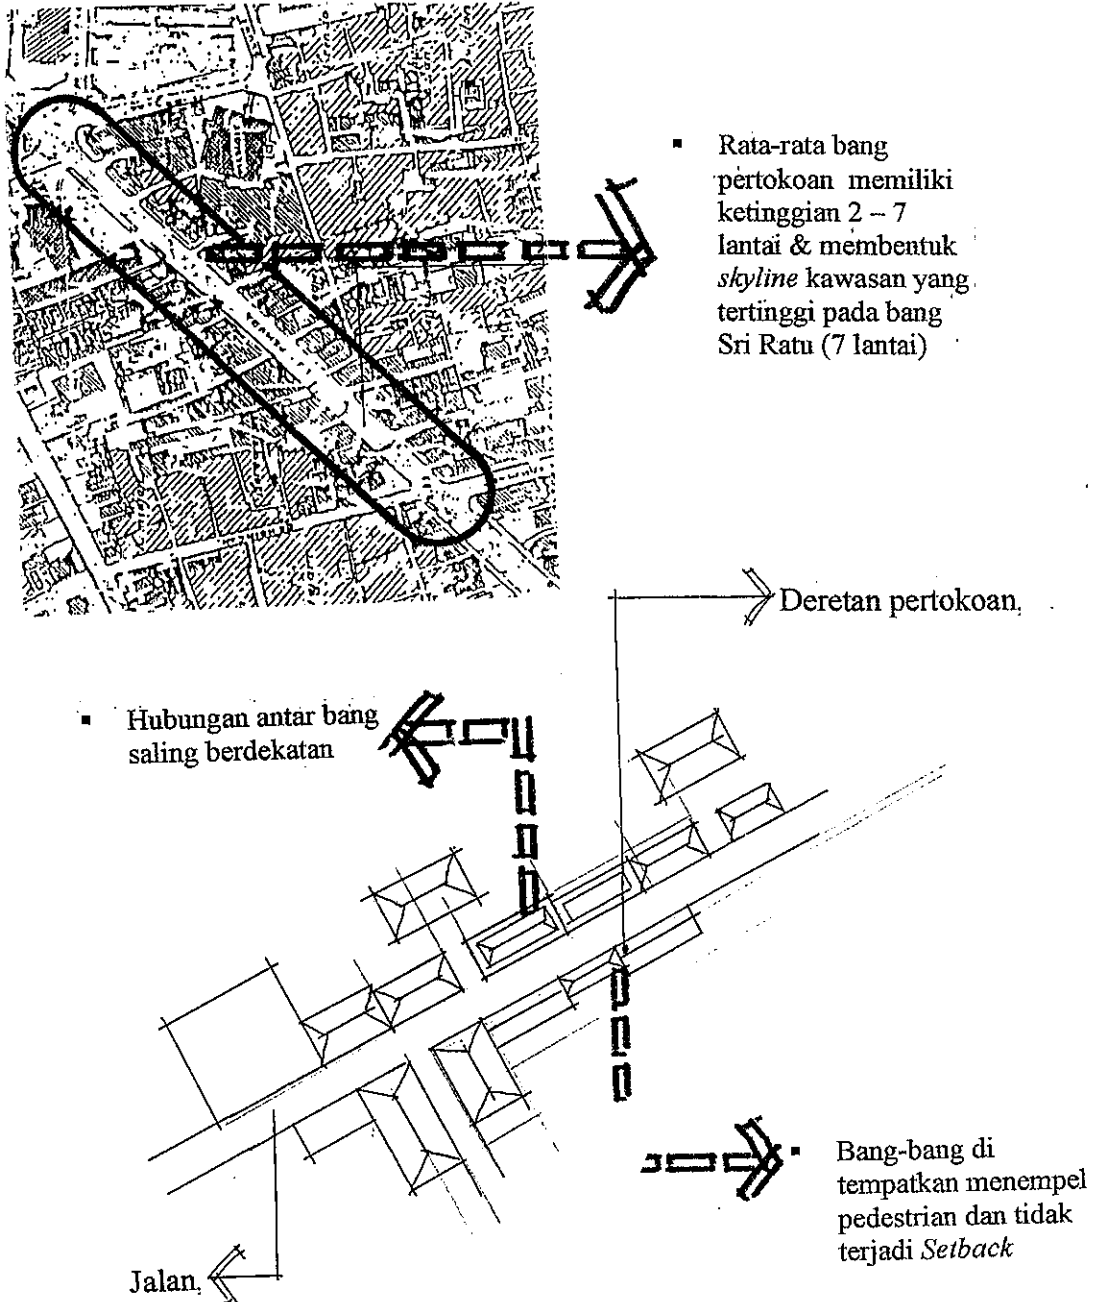 ▪ Rata-rata bang
pertokoan memiliki
ketinggian 2 – 7
lantai & membentuk
skyline kawasan yang
tertinggi pada bang
Sri Ratu (7 lantai)
Deretan pertokoan,
▪ Hubungan antar bang
saling berdekatan
▪ Bang-bang di
tempatkan menempel
pedestrian dan tidak
terjadi Setback
Jalan,